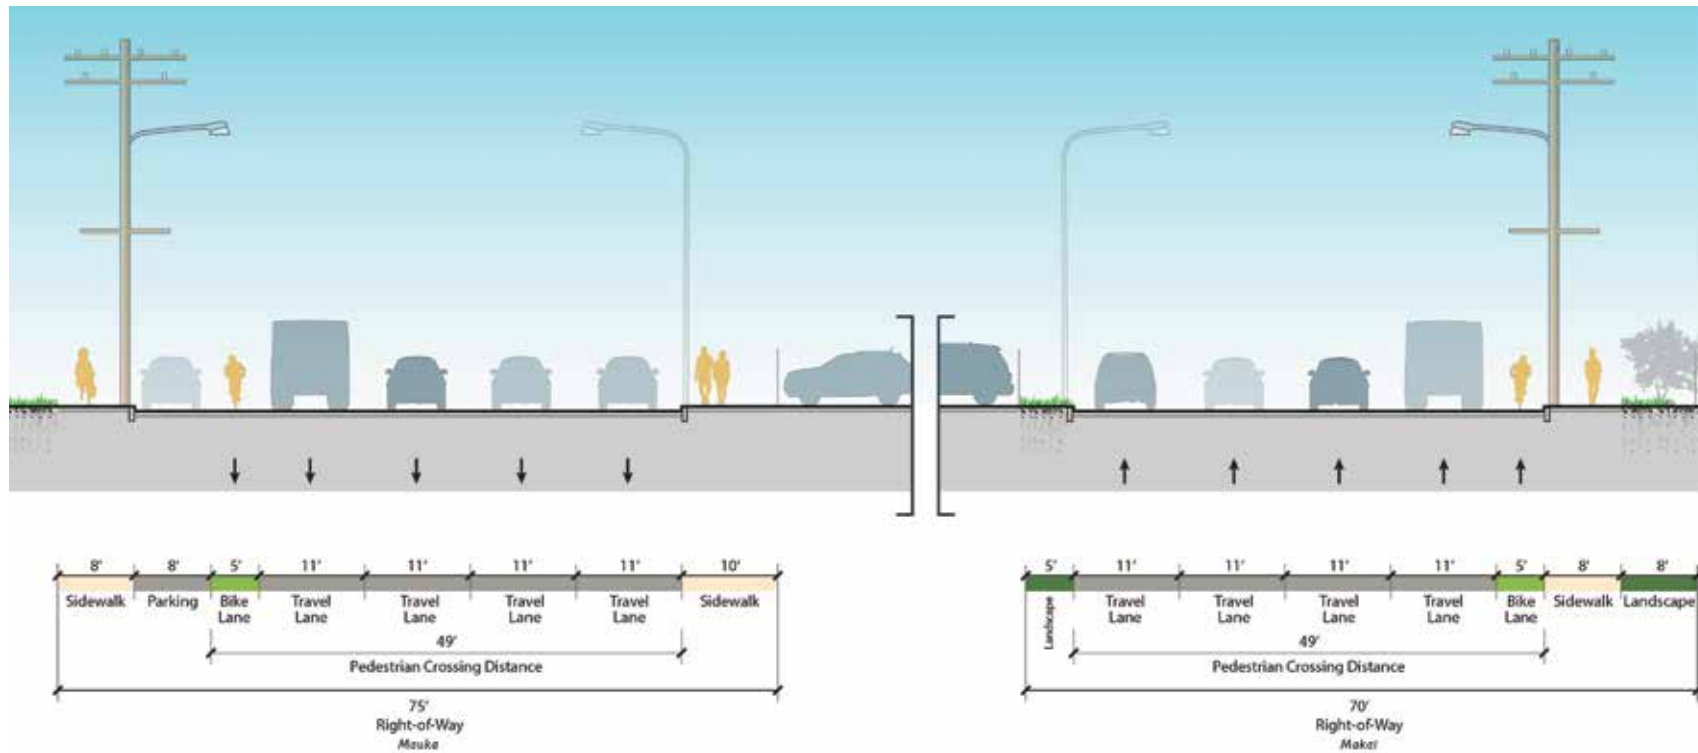 8' 8' 5' 11' 11' 11' 11' 10'
Sidewalk Parking Bike Lane Travel Lane Travel Lane Travel Lane Travel Lane Sidewalk
49'
Pedestrian Crossing Distance
75'
Right-of-Way
Mauka
5' 11' 11' 11' 11' 5' 8' 8'
Landscape Travel Lane Travel Lane Travel Lane Travel Lane Bike Lane Sidewalk Landscape
49'
Pedestrian Crossing Distance
70'
Right-of-Way
Makai